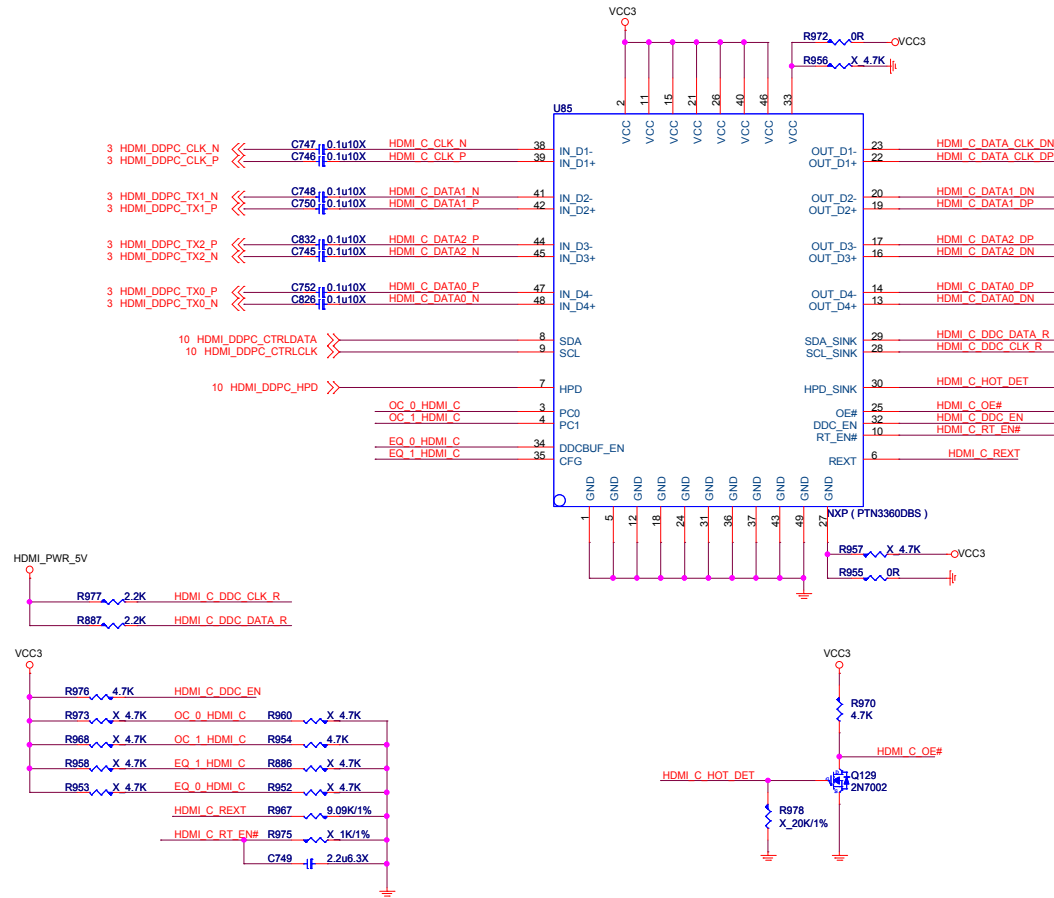 VCC3
R972 0R VCC3
R956 X_4.7K
2 11 15 21 26 40 46 33
U85
VCC VCC VCC VCC VCC VCC VCC VCC
3 HDMI_DDPC_CLK_N C747 0.1u10X HDMI_C_CLK_N 38 IN_D1- OUT_D1- 23 HDMI_C_DATA_CLK_DN
3 HDMI_DDPC_CLK_P C746 0.1u10X HDMI_C_CLK_P 39 IN_D1+ OUT_D1+ 22 HDMI_C_DATA_CLK_DP
3 HDMI_DDPC_TX1_N C748 0.1u10X HDMI_C_DATA1_N 41 IN_D2- OUT_D2- 20 HDMI_C_DATA1_DN
3 HDMI_DDPC_TX1_P C750 0.1u10X HDMI_C_DATA1_P 42 IN_D2+ OUT_D2+ 19 HDMI_C_DATA1_DP
3 HDMI_DDPC_TX2_P C832 0.1u10X HDMI_C_DATA2_P 44 IN_D3- OUT_D3- 17 HDMI_C_DATA2_DP
3 HDMI_DDPC_TX2_N C745 0.1u10X HDMI_C_DATA2_N 45 IN_D3+ OUT_D3+ 16 HDMI_C_DATA2_DN
3 HDMI_DDPC_TX0_P C752 0.1u10X HDMI_C_DATA0_P 47 IN_D4- OUT_D4- 14 HDMI_C_DATA0_DP
3 HDMI_DDPC_TX0_N C826 0.1u10X HDMI_C_DATA0_N 48 IN_D4+ OUT_D4+ 13 HDMI_C_DATA0_DN
10 HDMI_DDPC_CTRLDATA 8 SDA SDA_SINK 29 HDMI_C_DDC_DATA_R
10 HDMI_DDPC_CTRLCLK 9 SCL SCL_SINK 28 HDMI_C_DDC_CLK_R
10 HDMI_DDPC_HPD 7 HPD HPD_SINK 30 HDMI_C_HOT_DET
OC_0_HDMI_C 3 PC0 OE# 25 HDMI_C_OE#
OC_1_HDMI_C 4 PC1 DDC_EN 32 HDMI_C_DDC_EN
RT_EN# 10 HDMI_C_RT_EN#
EQ_0_HDMI_C 34 DDCBUF_EN
EQ_1_HDMI_C 35 CFG REXT 6 HDMI_C_REXT
GND GND GND GND GND GND GND GND GND GND
1 5 12 18 24 31 36 37 43 49 27
NXP ( PTN3360DBS )
R957 X_4.7K VCC3
R955 0R
HDMI_PWR_5V
R977 2.2K HDMI_C_DDC_CLK_R
R887 2.2K HDMI_C_DDC_DATA_R
VCC3
R976 4.7K HDMI_C_DDC_EN
R973 X_4.7K OC_0_HDMI_C R960 X_4.7K
R968 X_4.7K OC_1_HDMI_C R954 4.7K
R958 X_4.7K EQ_1_HDMI_C R886 X_4.7K
R953 X_4.7K EQ_0_HDMI_C R952 X_4.7K
HDMI_C_REXT R967 9.09K/1%
HDMI_C_RT_EN# R975 X_1K/1%
C749 2.2u6.3X
VCC3
R970
4.7K
HDMI_C_OE#
HDMI_C_HOT_DET
Q129
2N7002
R978
X_20K/1%